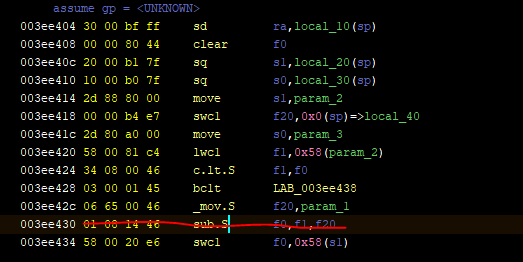 assume gp = <UNKNOWN>
003ee404 30 00 bf ff sd ra,local_10(sp)
003ee408 00 00 80 44 clear f0
003ee40c 20 00 b1 7f sq s1,local_20(sp)
003ee410 10 00 b0 7f sq s0,local_30(sp)
003ee414 2d 88 80 00 move s1,param_2
003ee418 00 00 b4 e7 swc1 f20,0x0(sp)=>local_40
003ee41c 2d 80 a0 00 move s0,param_3
003ee420 58 00 81 c4 lwc1 f1,0x58(param_2)
003ee424 34 08 00 46 c.lt.S f1,f0
003ee428 03 00 01 45 bc1t LAB_003ee438
003ee42c 06 65 00 46 _mov.S f20,param_1
003ee430 01 08 14 46 sub.S f0,f1,f20
003ee434 58 00 20 e6 swc1 f0,0x58(s1)